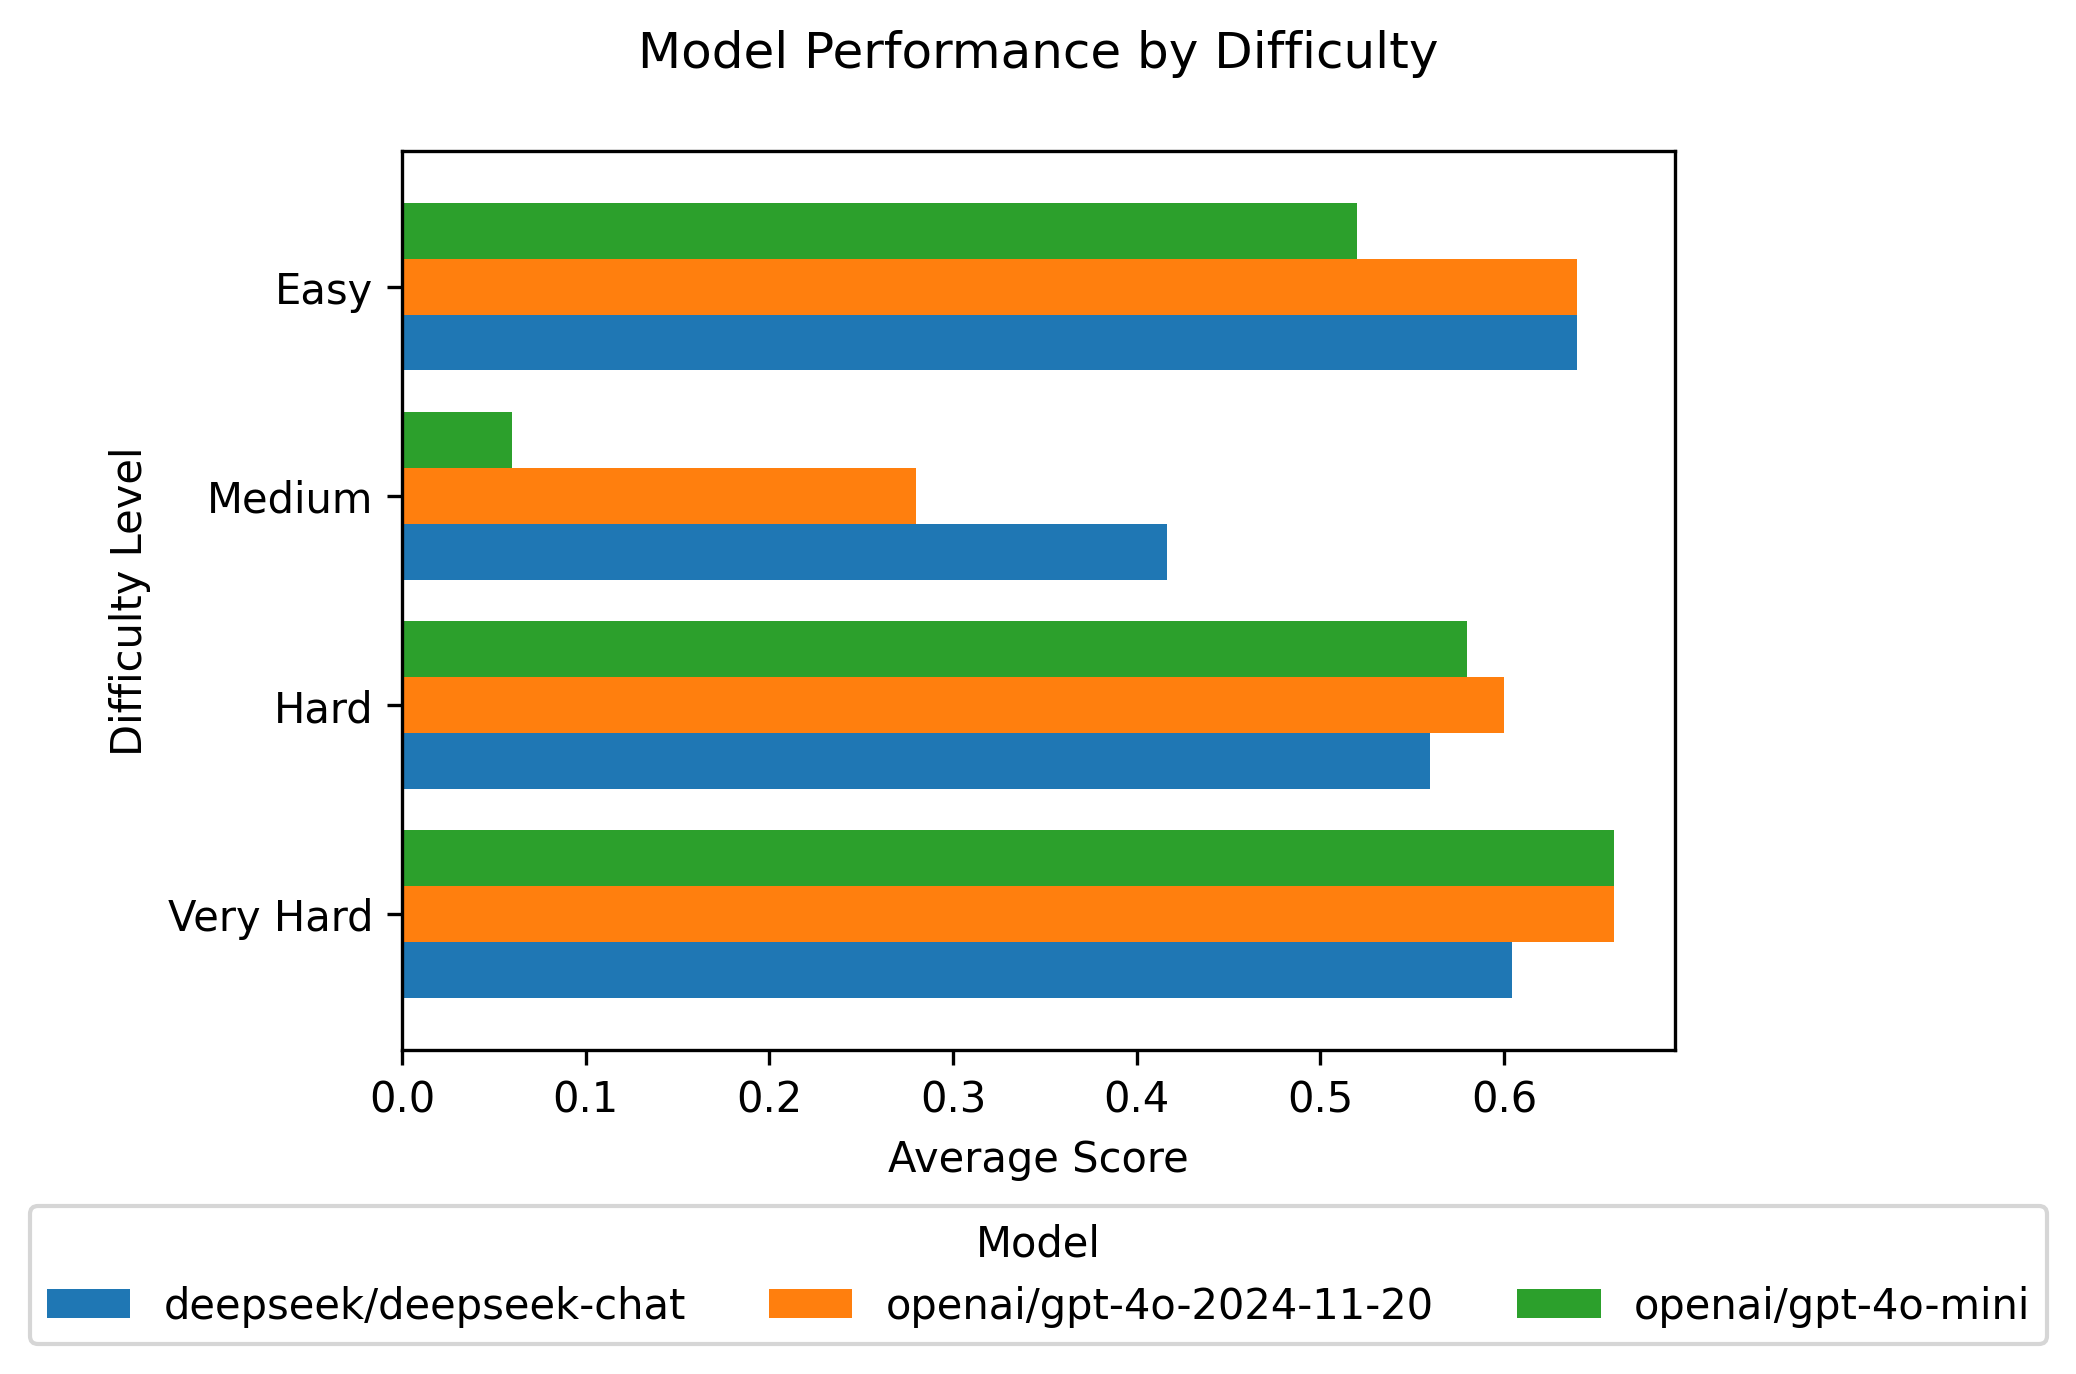 Model Performance by Difficulty
Difficulty Level
Easy
Medium
Hard
Very Hard
0.0 0.1 0.2 0.3 0.4 0.5 0.6
Average Score
Model
deepseek/deepseek-chat openai/gpt-4o-2024-11-20 openai/gpt-4o-mini